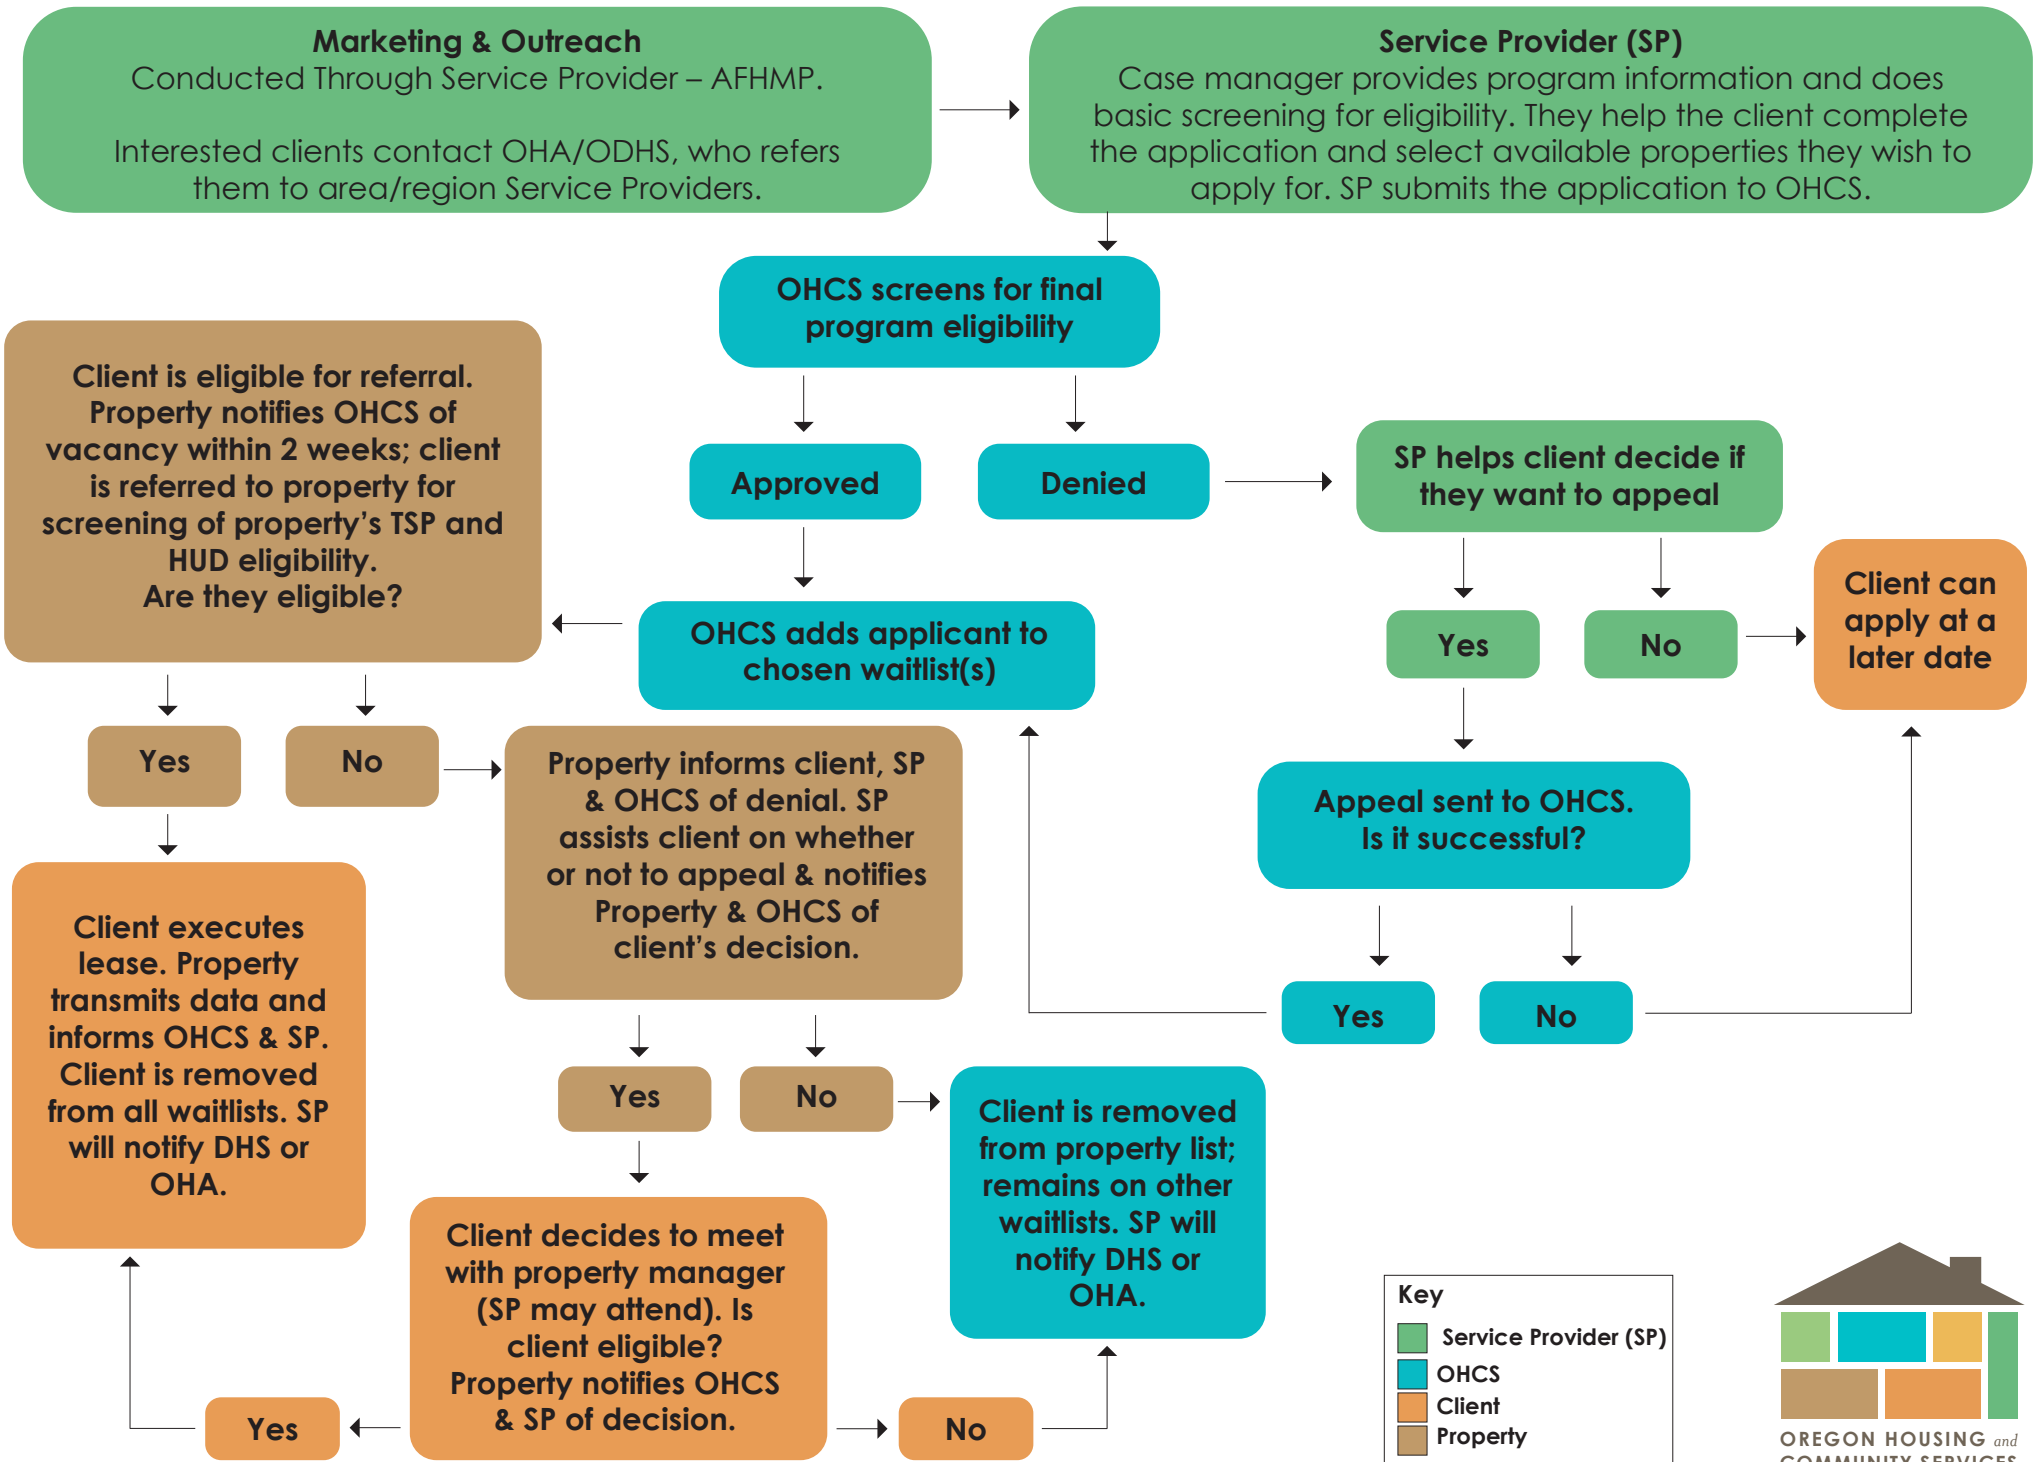 Marketing & Outreach
Conducted Through Service Provider – AFHMP.
Interested clients contact OHA/ODHS, who refers
them to area/region Service Providers.
Service Provider (SP)
Case manager provides program information and does
basic screening for eligibility. They help the client complete
the application and select available properties they wish to
apply for. SP submits the application to OHCS.
OHCS screens for final
program eligibility
Client is eligible for referral.
Property notifies OHCS of
vacancy within 2 weeks; client
is referred to property for
screening of property’s TSP and
HUD eligibility.
Are they eligible?
Approved
Denied
SP helps client decide if
they want to appeal
Client can
apply at a
later date
OHCS adds applicant to
chosen waitlist(s)
Yes
No
Yes
No
Property informs client, SP
& OHCS of denial. SP
assists client on whether
or not to appeal & notifies
Property & OHCS of
client’s decision.
Appeal sent to OHCS.
Is it successful?
Client executes
lease. Property
transmits data and
informs OHCS & SP.
Client is removed
from all waitlists. SP
will notify DHS or
OHA.
Yes
No
Yes
No
Client is removed
from property list;
remains on other
waitlists. SP will
notify DHS or
OHA.
Client decides to meet
with property manager
(SP may attend). Is
client eligible?
Property notifies OHCS
& SP of decision.
Yes
No
Key
Service Provider (SP)
OHCS
Client
Property
OREGON HOUSING and
COMMUNITY SERVICES